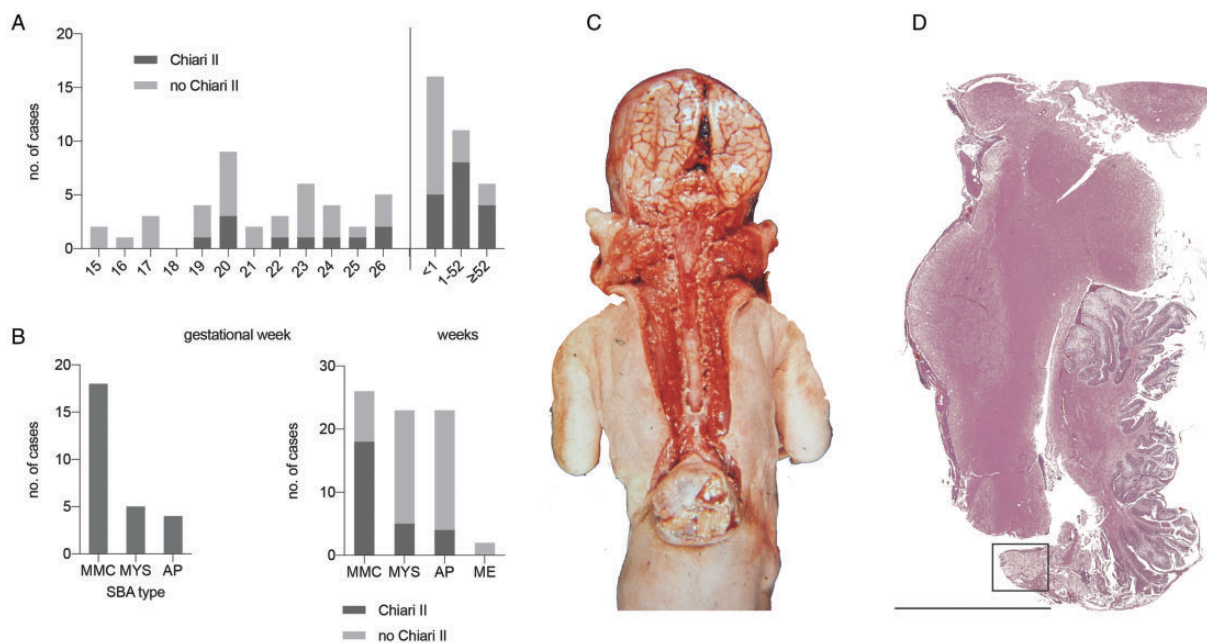 A
no. of cases
20
15
10
5
0
Chiari II
no Chiari II
15 16 17 18 19 20 21 22 23 24 25 26 <1 1-52 ≥52
gestational week weeks
B
no. of cases
20
15
10
5
0
MMC MYS AP
SBA type
no. of cases
30
20
10
0
MMC MYS AP ME
Chiari II
no Chiari II
C
D